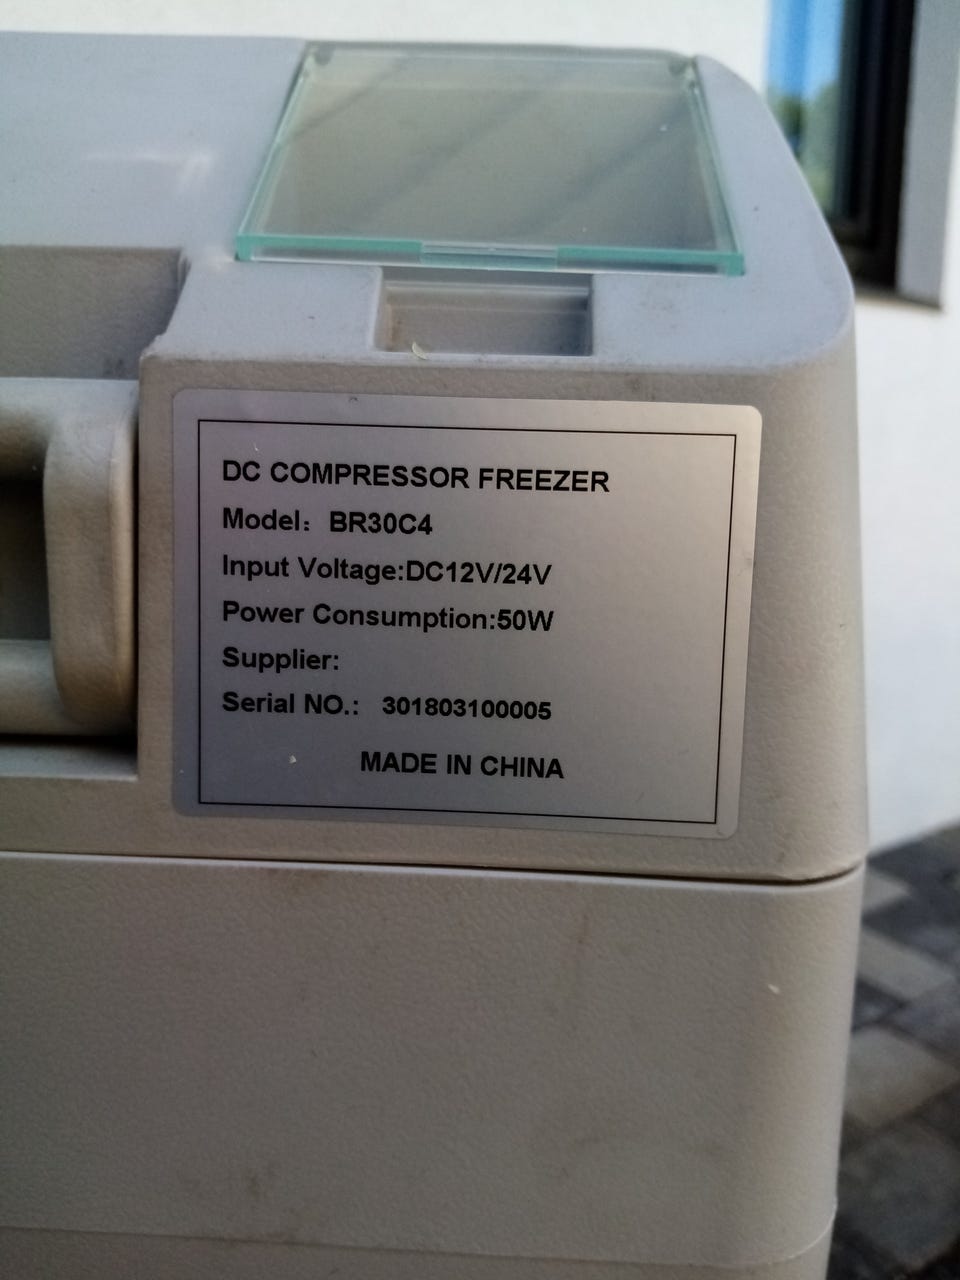 DC COMPRESSOR FREEZER
Model: BR30C4
Input Voltage:DC12V/24V
Power Consumption:50W
Supplier:
Serial NO.: 301803100005
MADE IN CHINA